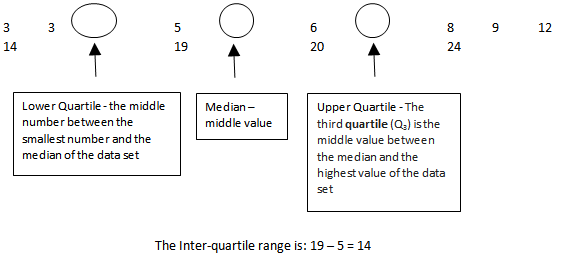 3 3 5 6 8 9 12
14 19 20 24
Lower Quartile - the middle
number between the
smallest number and the
median of the data set
Median –
middle value
Upper Quartile - The
third quartile (Q₃) is the
middle value between
the median and the
highest value of the data
set
The Inter-quartile range is: 19 – 5 = 14